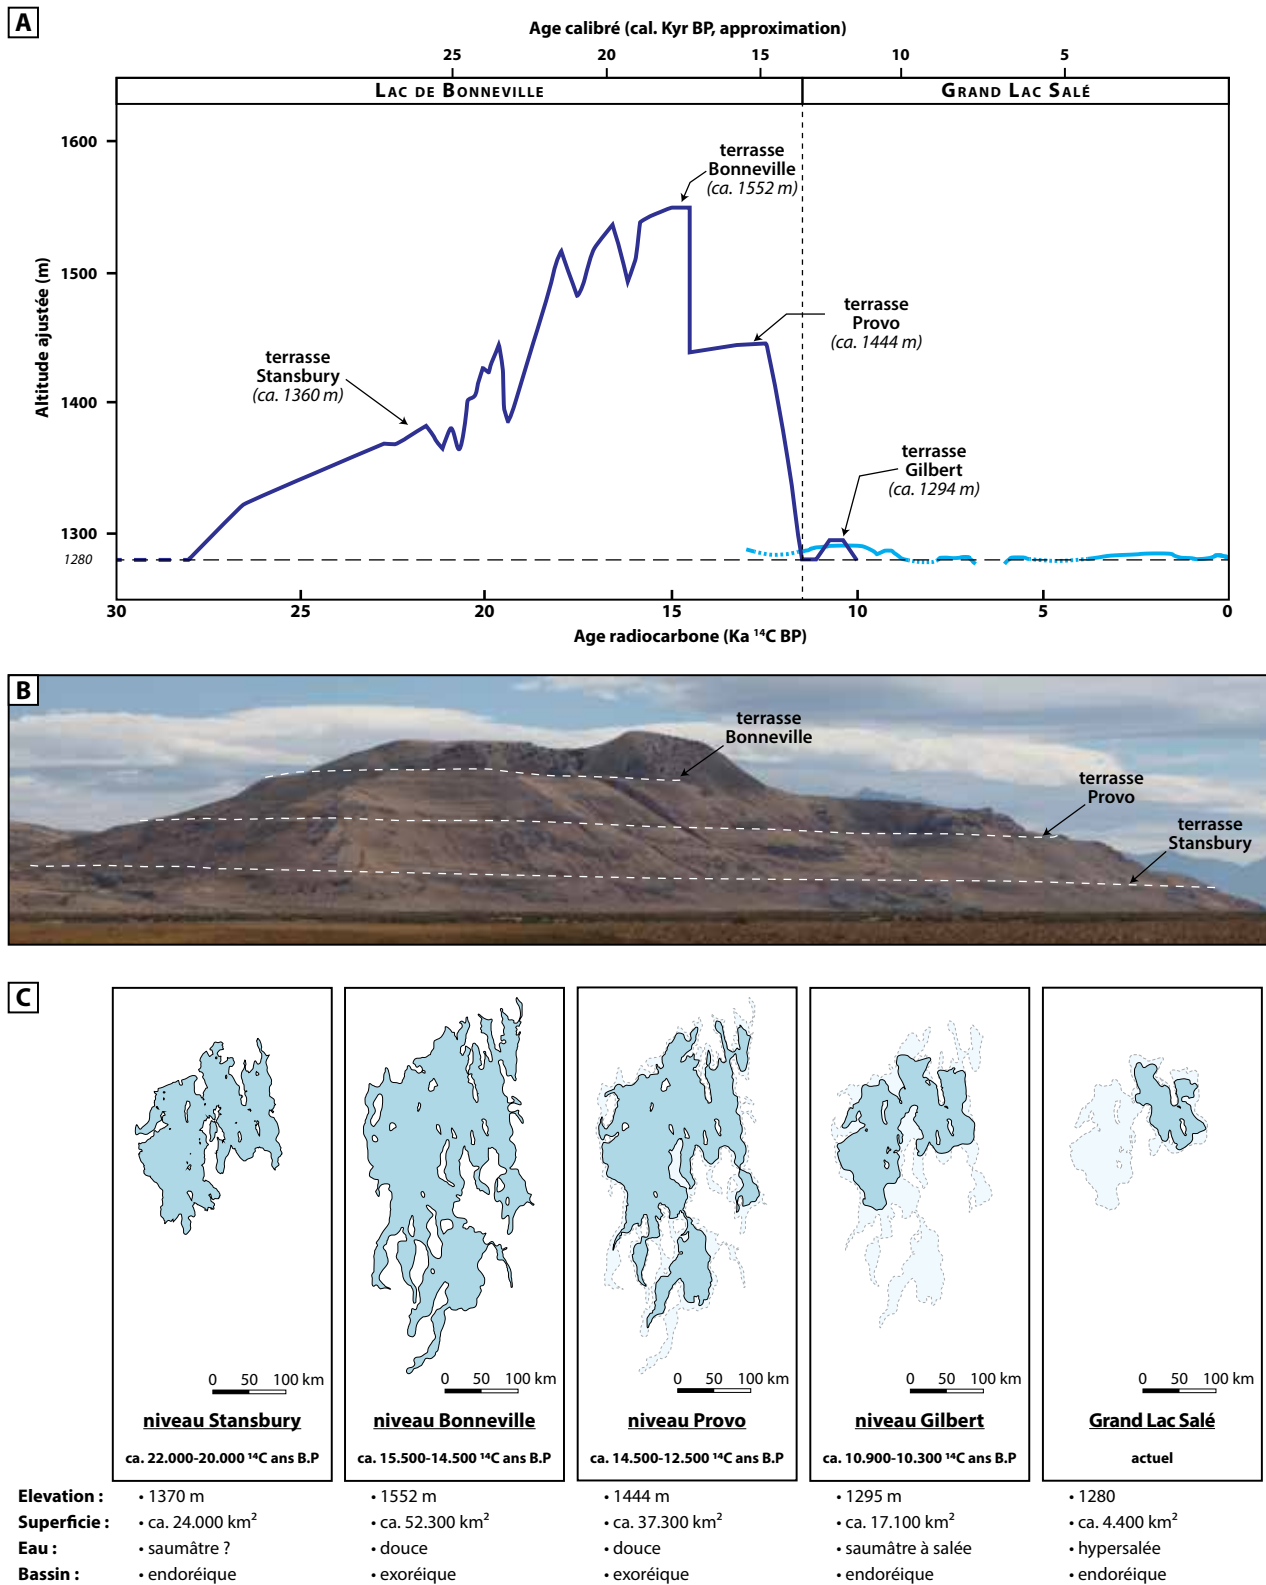 A
Age calibré (cal. Kyr BP, approximation)
25 20 15 10 5
LAC DE BONNEVILLE GRAND LAC SALÉ
Altitude ajustée (m)
1600
1500
1400
1300
1280
terrasse
Bonneville
(ca. 1552 m)
terrasse
Provo
(ca. 1444 m)
terrasse
Stansbury
(ca. 1360 m)
terrasse
Gilbert
(ca. 1294 m)
30 25 20 15 10 5 0
Age radiocarbone (Ka ¹⁴C BP)
B
terrasse
Bonneville
terrasse
Provo
terrasse
Stansbury
C
0 50 100 km
niveau Stansbury
ca. 22.000-20.000 ¹⁴C ans B.P
0 50 100 km
niveau Bonneville
ca. 15.500-14.500 ¹⁴C ans B.P
0 50 100 km
niveau Provo
ca. 14.500-12.500 ¹⁴C ans B.P
0 50 100 km
niveau Gilbert
ca. 10.900-10.300 ¹⁴C ans B.P
0 50 100 km
Grand Lac Salé
actuel
Elevation : • 1370 m • 1552 m • 1444 m • 1295 m • 1280
Superficie : • ca. 24.000 km² • ca. 52.300 km² • ca. 37.300 km² • ca. 17.100 km² • ca. 4.400 km²
Eau : • saumâtre ? • douce • douce • saumâtre à salée • hypersalée
Bassin : • endoréique • exoréique • exoréique • endoréique • endoréique